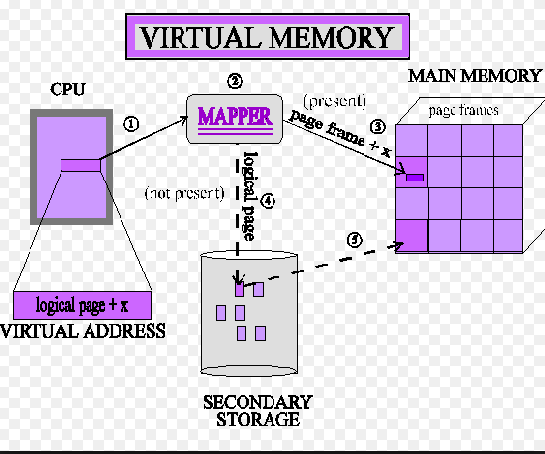 VIRTUAL MEMORY
CPU
①
②
MAPPER
(present)
page frame + x
③
MAIN MEMORY
page frames
(not present)
logical page
④
⑤
logical page + x
VIRTUAL ADDRESS
SECONDARY
STORAGE